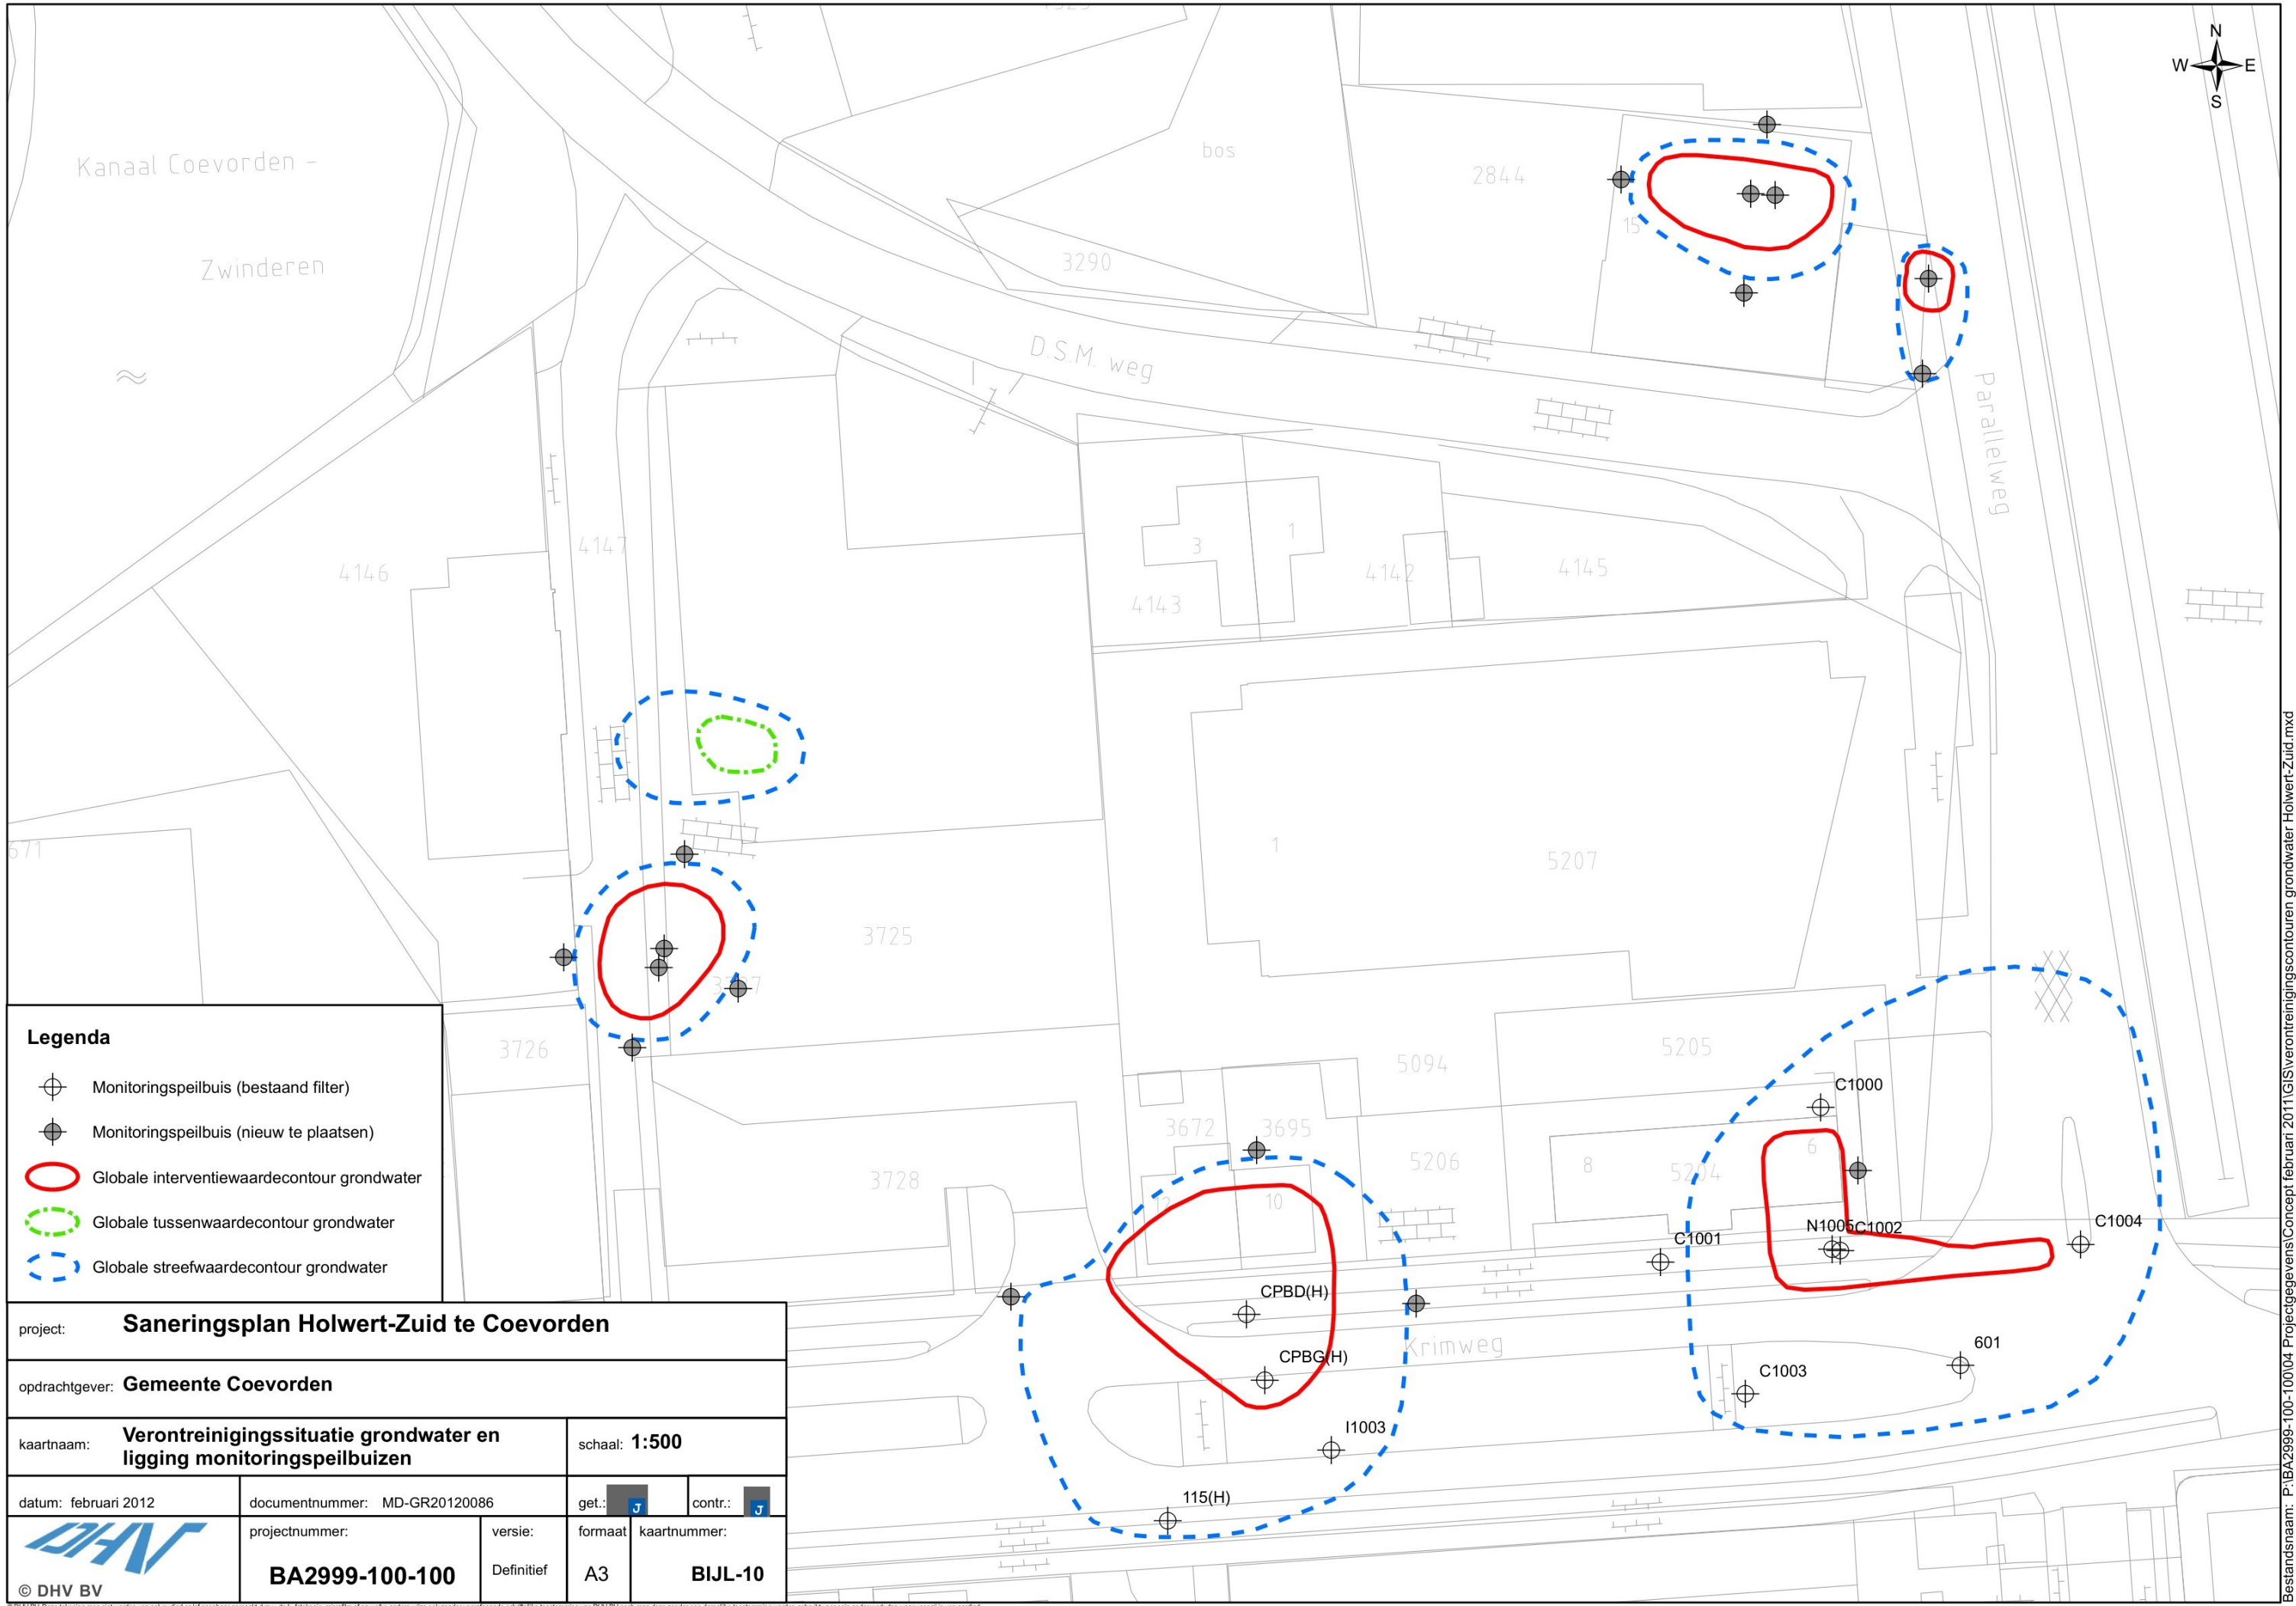 1323
N
W E
S
Kanaal Coevorden -
Zwinderen
bos
2844
15
3290
D.S.M. weg
Parallelweg
4147
4146
3
1
4143
4142
4145
671
1
5207
3725
3726
3728
5094
5205
3672
3695
5206
10
8
5204
6
C1000
N1005
C1002
C1001
C1004
CPBD(H)
CPBG(H)
Krimweg
601
C1003
I1003
115(H)
Legenda
Monitoringspeilbuis (bestaand filter)
Monitoringspeilbuis (nieuw te plaatsen)
Globale interventiewaardecontour grondwater
Globale tussenwaardecontour grondwater
Globale streefwaardecontour grondwater
project: Saneringsplan Holwert-Zuid te Coevorden
opdrachtgever: Gemeente Coevorden
kaartnaam: Verontreinigingssituatie grondwater en
ligging monitoringspeilbuizen
schaal: 1:500
datum: februari 2012
documentnummer: MD-GR20120086
get.: J
contr.: J
DHV
© DHV BV
projectnummer:
BA2999-100-100
versie:
Definitief
formaat
A3
kaartnummer:
BIJL-10
Bestandsnaam: P:\BA2999-100-100\04 Projectgegevens\Concept februari 2011\GIS\verontreinigingscontouren grondwater Holwert-Zuid.mxd